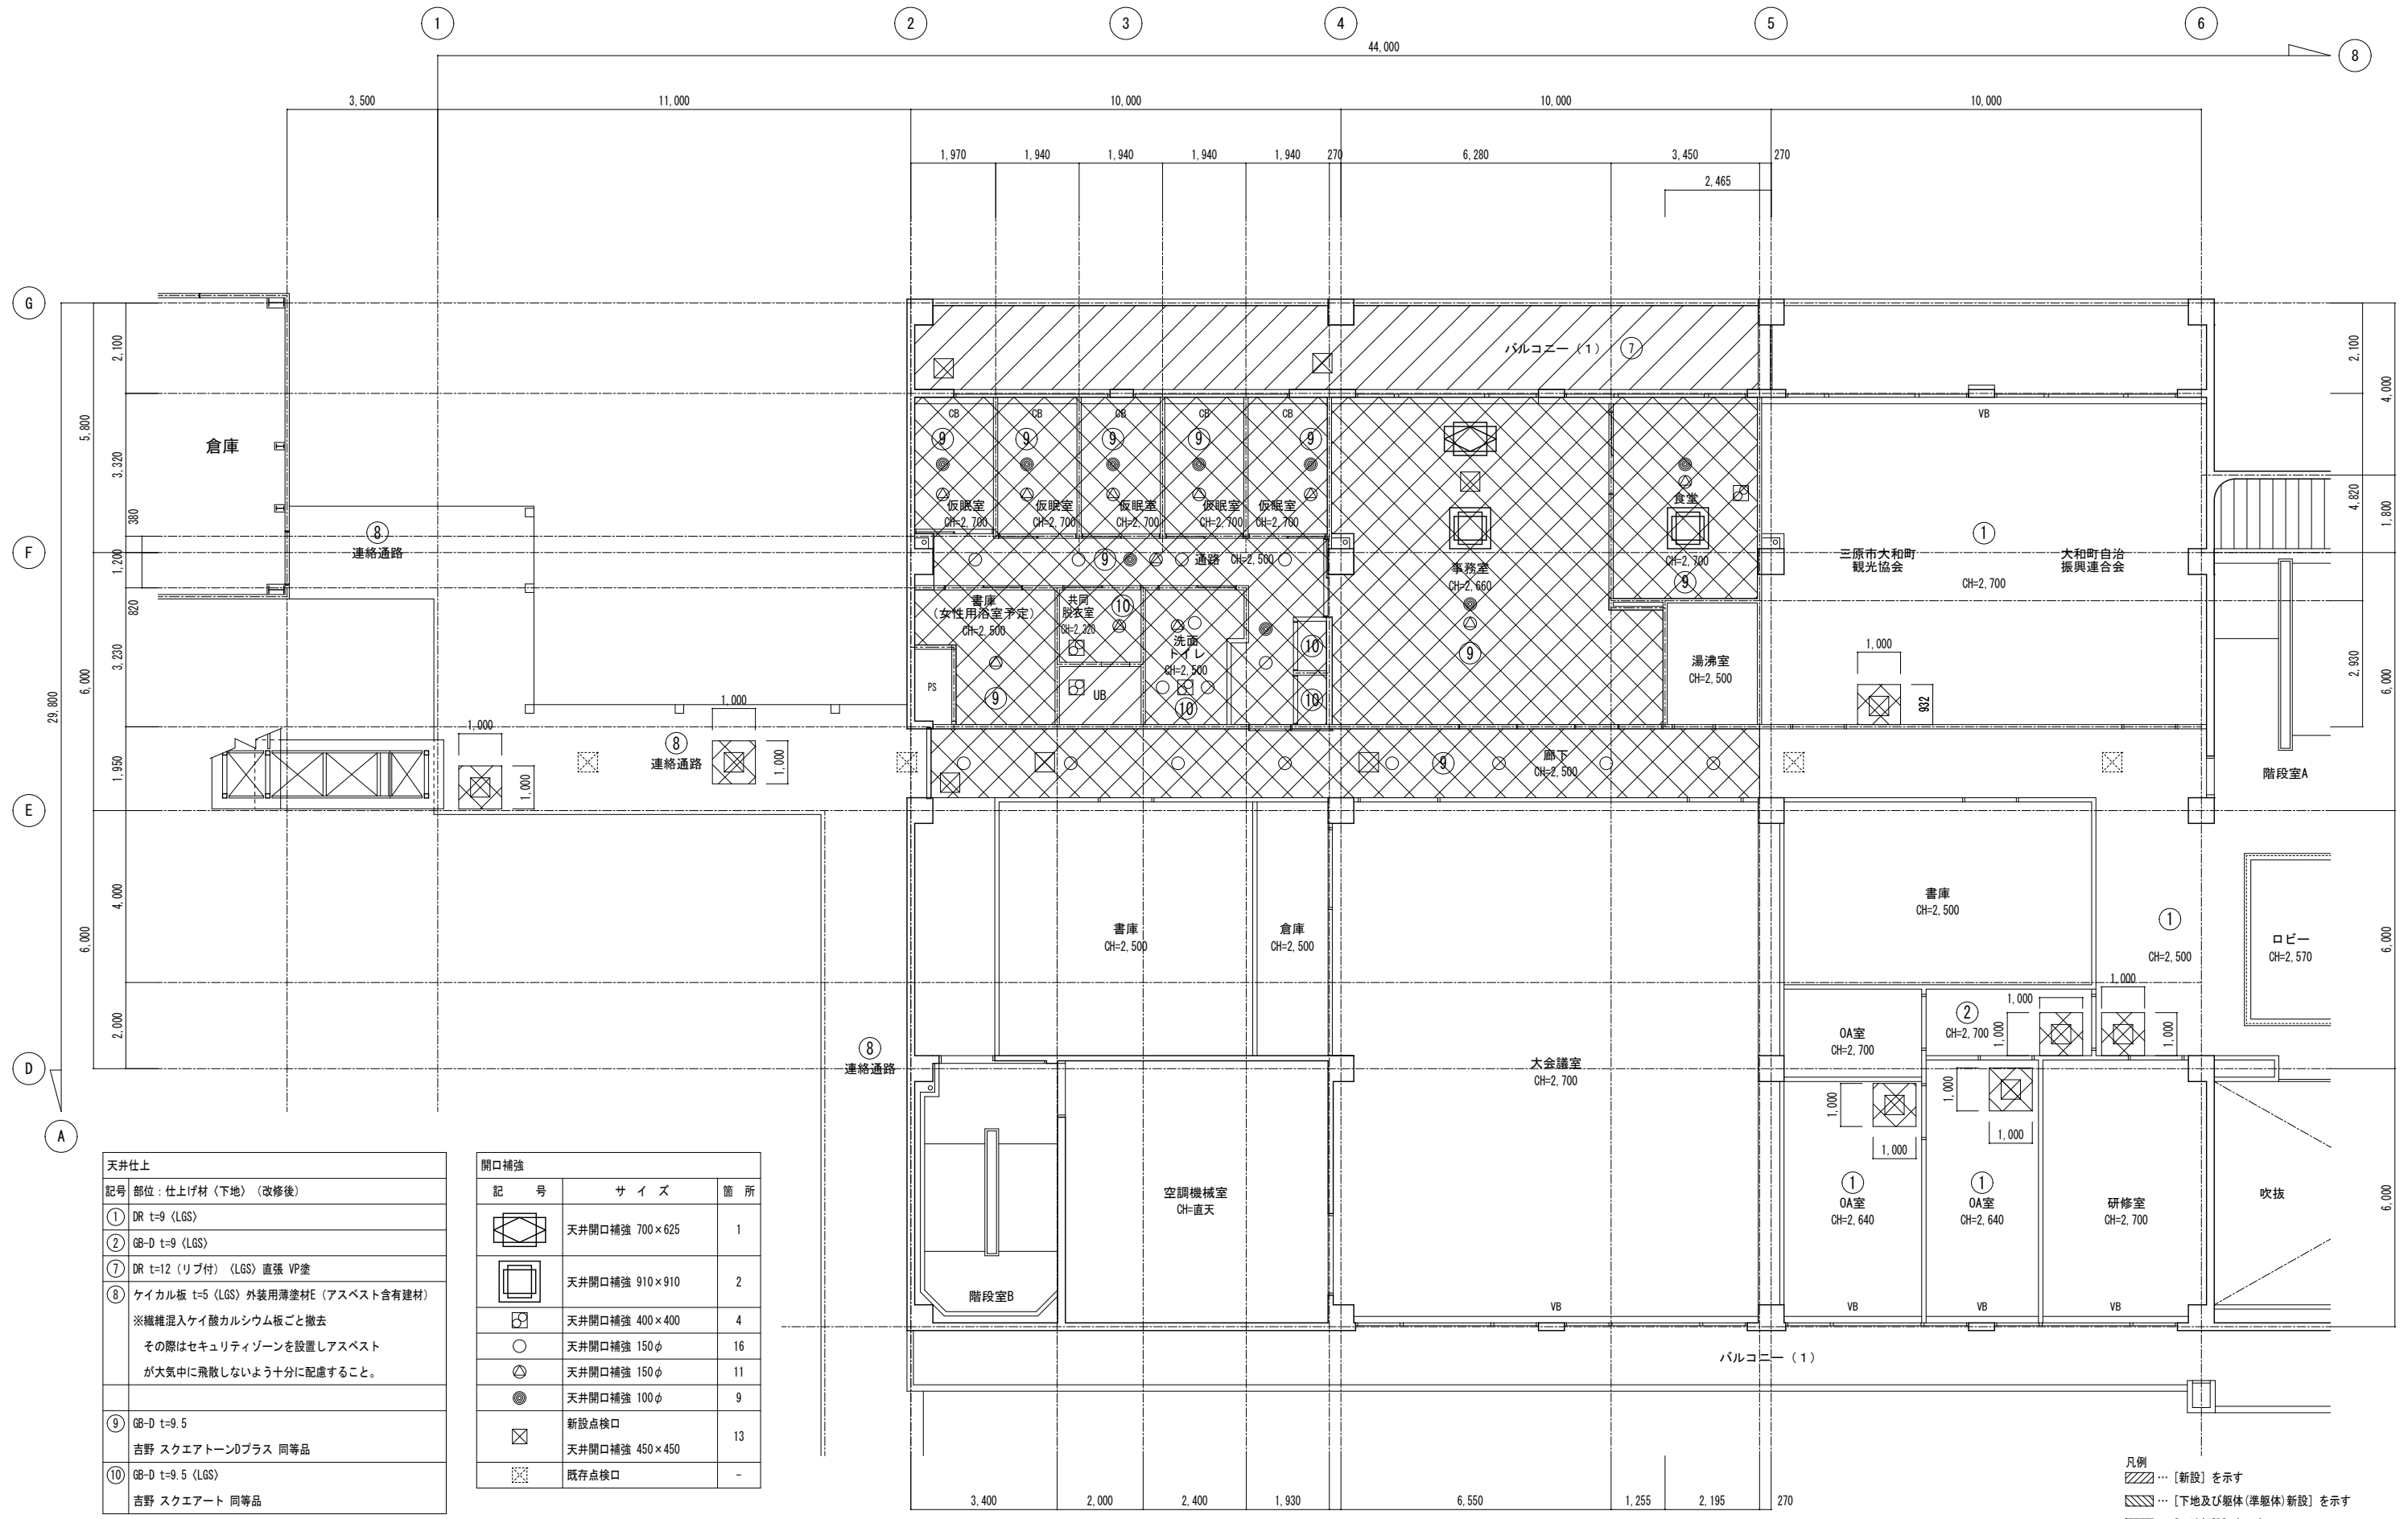 1 2 3 4 5 6
44,000 8
3,500 11,000 10,000 10,000 10,000
1,970 1,940 1,940 1,940 1,940 270 6,280 3,450 270
2,465
G
F
E
D
A
29,800
5,800
6,000
6,000
2,100
3,320
380
1,200
820
3,230
1,950
4,000
2,000
倉庫
8
連絡通路
8
連絡通路
8
連絡通路
1,000
1,000
1,000
1,000
バルコニー（１） 7
CB CB CB CB CB
9 9 9 9 9
仮眠室 仮眠室 仮眠室 仮眠室 仮眠室
CH=2,700 CH=2,700 CH=2,700 CH=2,700 CH=2,700
9 通路 CH=2,500
書庫
（女性用浴室予定）
CH=2,500
9
PS
共同
脱衣室
CH=2,320
10
UB
洗面
トイレ
CH=2,500
10
10
10
事務室
CH=2,660
9
食堂
CH=2,700
9
湯沸室
CH=2,500
9 廊下
CH=2,500
VB
1
三原市大和町
観光協会
大和町自治
振興連合会
CH=2,700
1,000
932
階段室A
書庫
CH=2,500
倉庫
CH=2,500
大会議室
CH=2,700
VB
書庫
CH=2,500
1
CH=2,500
ロビー
CH=2,570
OA室
CH=2,700
2
CH=2,700
1,000
1,000
1,000
1,000
1,000
1,000
1,000
1,000
1
OA室
CH=2,640
VB
1
OA室
CH=2,640
VB
研修室
CH=2,700
VB
吹抜
階段室B
空調機械室
CH=直天
バルコニー（１）
2,100
4,820
2,930
4,000
1,800
6,000
6,000
6,000
3,400 2,000 2,400 1,930 6,550 1,255 2,195 270
天井仕上
記号 部位：仕上げ材〈下地〉（改修後）
1 DR t=9〈LGS〉
2 GB-D t=9〈LGS〉
7 DR t=12（リブ付）〈LGS〉直張 VP塗
8 ケイカル板 t=5〈LGS〉外装用薄塗材E（アスベスト含有建材）
※繊維混入ケイ酸カルシウム板ごと撤去
その際はセキュリティゾーンを設置しアスベスト
が大気中に飛散しないよう十分に配慮すること。
9 GB-D t=9.5
吉野 スクエアトーンDプラス 同等品
10 GB-D t=9.5〈LGS〉
吉野 スクエアート 同等品
開口補強
記 号 サ イ ズ 箇 所
天井開口補強 700×625 1
天井開口補強 910×910 2
天井開口補強 400×400 4
天井開口補強 150φ 16
天井開口補強 150φ 11
天井開口補強 100φ 9
新設点検口
天井開口補強 450×450 13
既存点検口 -
凡例
… ［新設］を示す
… ［下地及び躯体(準躯体)新設］を示す